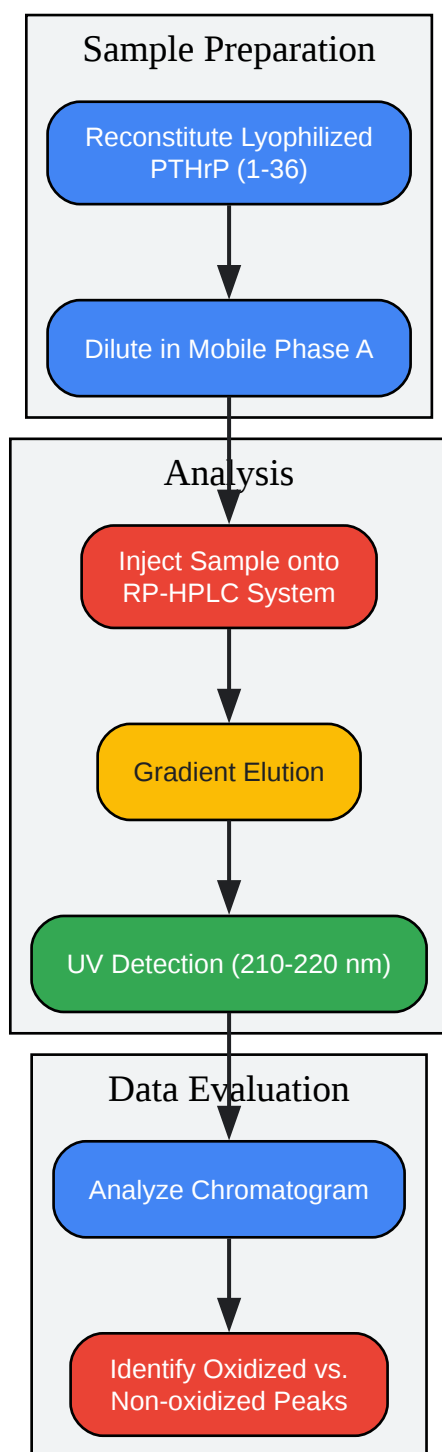 Sample Preparation
Reconstitute Lyophilized
PTHrP (1-36)
Dilute in Mobile Phase A
Analysis
Inject Sample onto
RP-HPLC System
Gradient Elution
UV Detection (210-220 nm)
Data Evaluation
Analyze Chromatogram
Identify Oxidized vs.
Non-oxidized Peaks